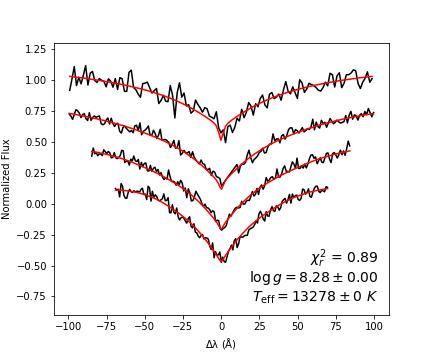 Normalized Flux
1.25
1.00
0.75
0.50
0.25
0.00
−0.25
−0.50
−0.75
χ²ᵣ = 0.89
log g = 8.28±0.00
T_eff = 13278±0 K
−100 −75 −50 −25 0 25 50 75 100
Δλ (Å)